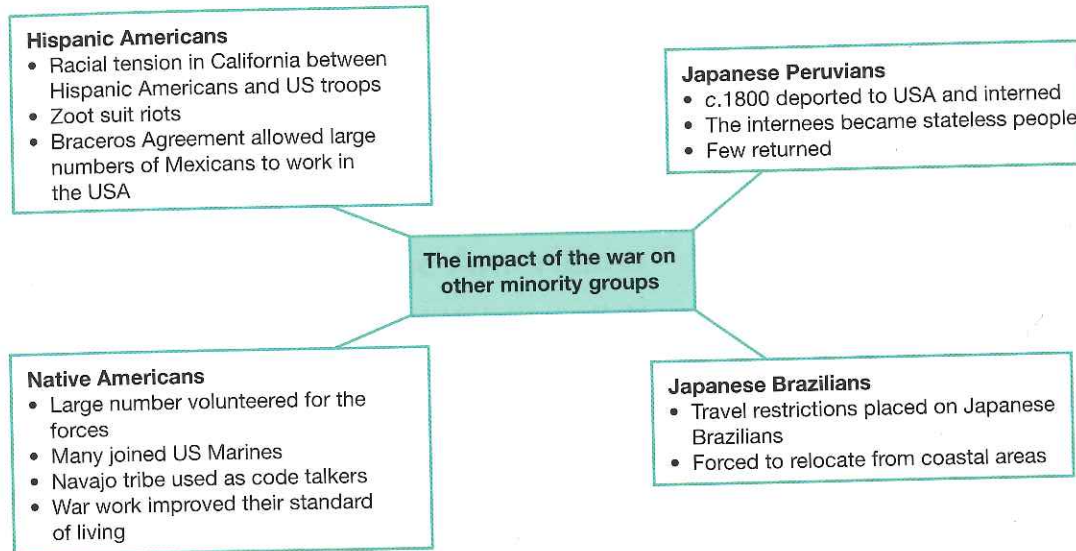 Hispanic Americans
• Racial tension in California between
Hispanic Americans and US troops
• Zoot suit riots
• Braceros Agreement allowed large
numbers of Mexicans to work in
the USA
Japanese Peruvians
• c.1800 deported to USA and interned
• The internees became stateless people
• Few returned
The impact of the war on
other minority groups
Native Americans
• Large number volunteered for the
forces
• Many joined US Marines
• Navajo tribe used as code talkers
• War work improved their standard
of living
Japanese Brazilians
• Travel restrictions placed on Japanese
Brazilians
• Forced to relocate from coastal areas